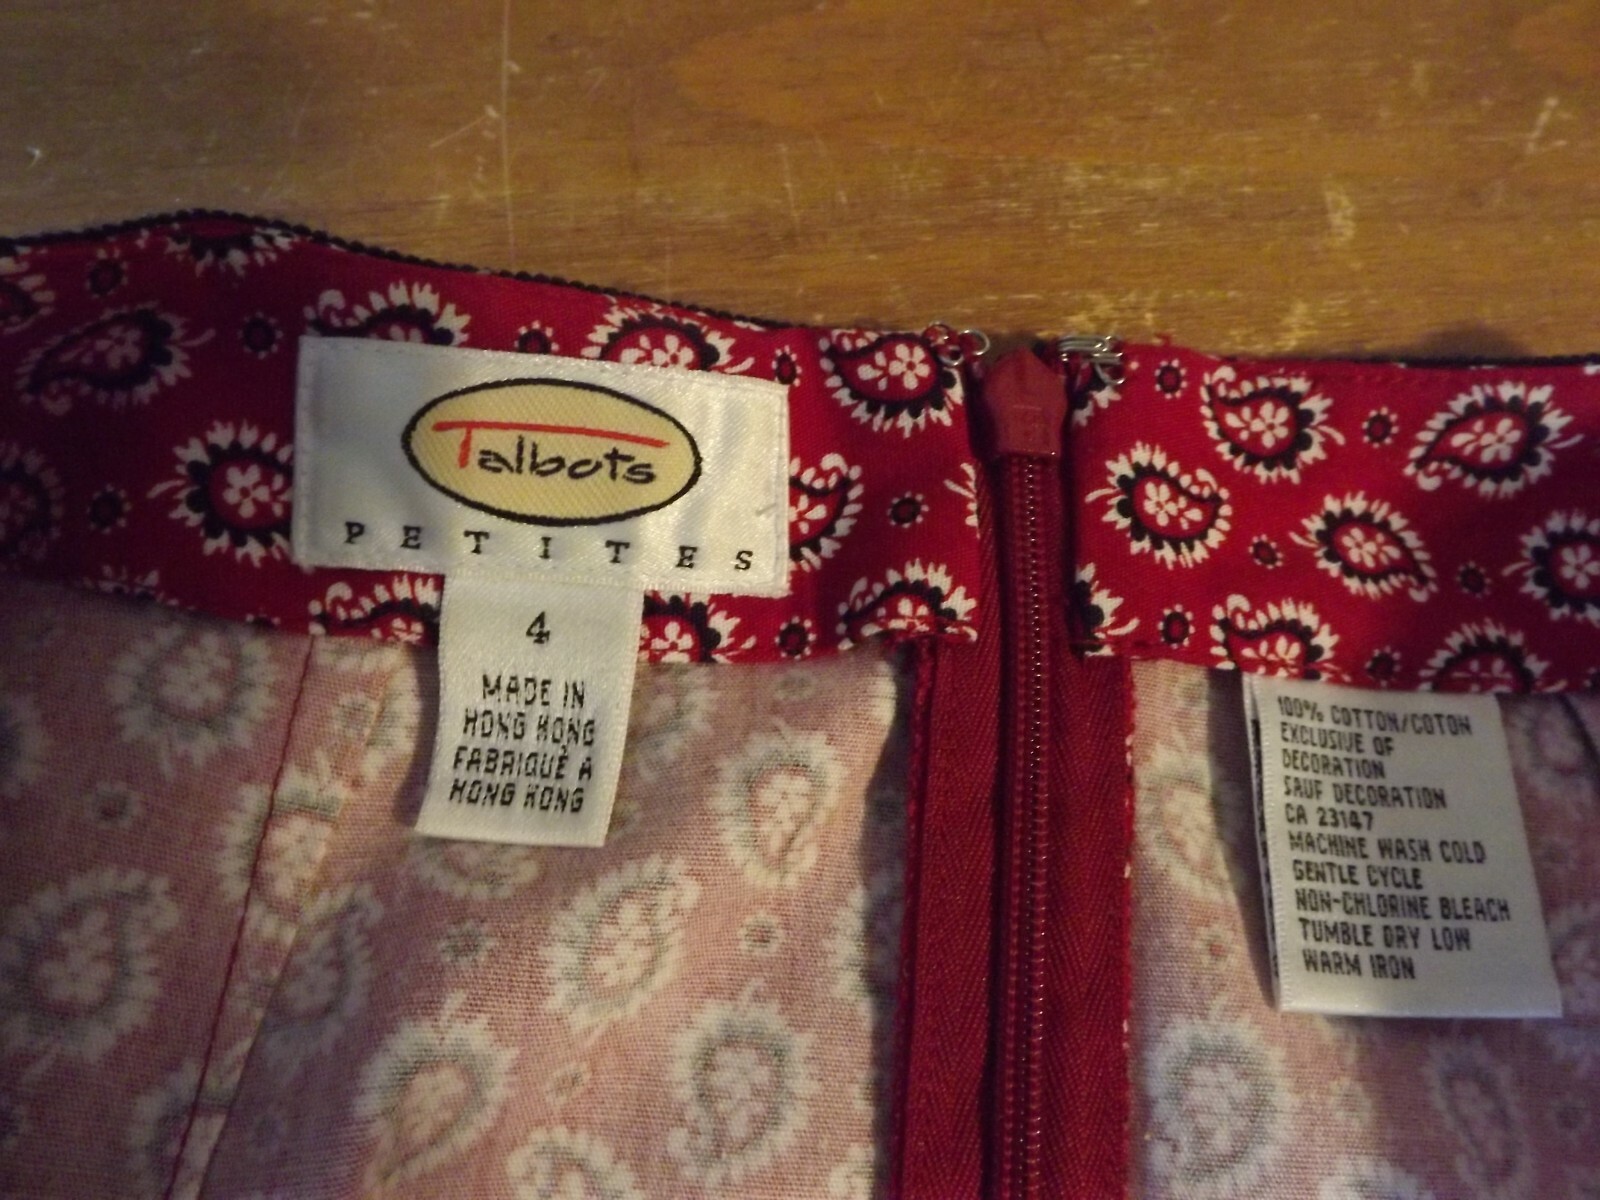 Talbots
PETITES
4
MADE IN
HONG KONG
FABRIQUÈ A
HONG KONG
100% COTTON/COTON
EXCLUSIVE OF
DECORATION
SAUF DECORATION
CA 23147
MACHINE WASH COLD
GENTLE CYCLE
NON-CHLORINE BLEACH
TUMBLE DRY LOW
WARM IRON